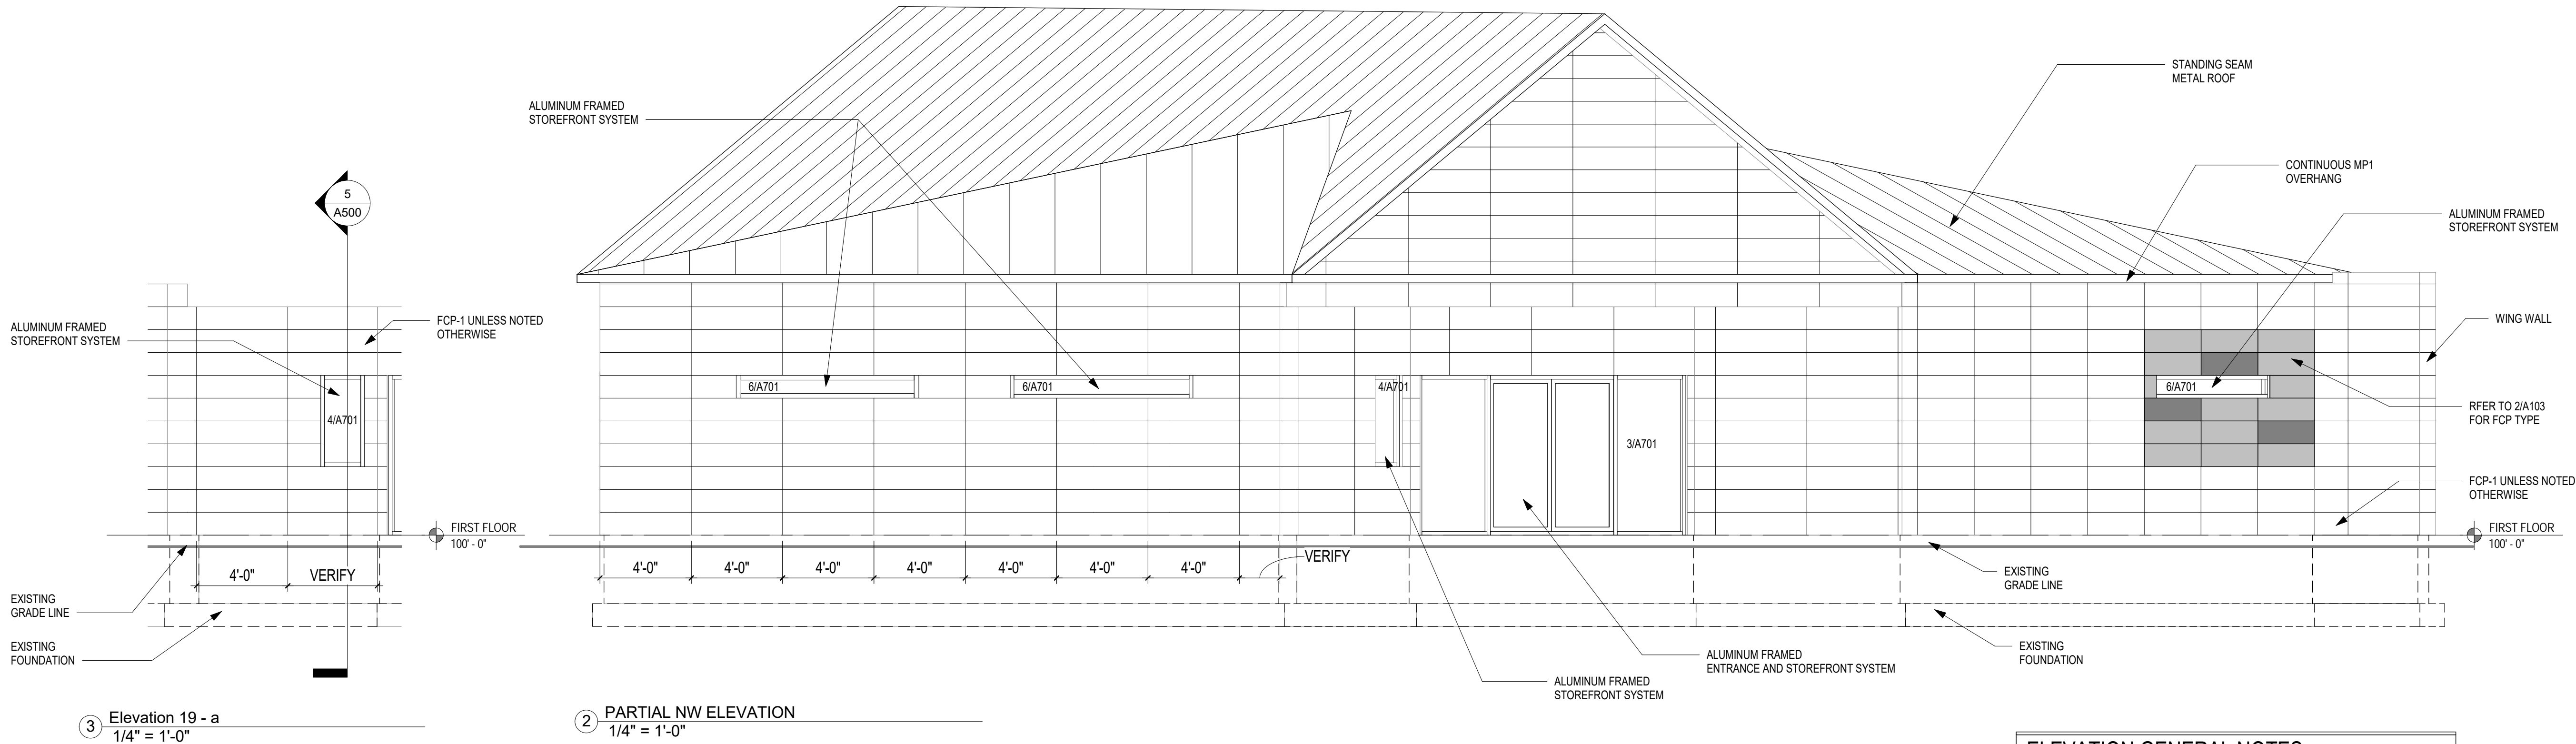 5
A500
ALUMINUM FRAMED
STOREFRONT SYSTEM
FCP-1 UNLESS NOTED
OTHERWISE
4/A701
FIRST FLOOR
100' - 0"
4'-0"
VERIFY
EXISTING
GRADE LINE
EXISTING
FOUNDATION
3
Elevation 19 - a
1/4" = 1'-0"
ALUMINUM FRAMED
STOREFRONT SYSTEM
STANDING SEAM
METAL ROOF
CONTINUOUS MP1
OVERHANG
ALUMINUM FRAMED
STOREFRONT SYSTEM
WING WALL
6/A701
6/A701
4/A701
3/A701
6/A701
RFER TO 2/A103
FOR FCP TYPE
FCP-1 UNLESS NOTED
OTHERWISE
FIRST FLOOR
100' - 0"
4'-0"
4'-0"
4'-0"
4'-0"
4'-0"
4'-0"
4'-0"
VERIFY
EXISTING
GRADE LINE
EXISTING
FOUNDATION
ALUMINUM FRAMED
ENTRANCE AND STOREFRONT SYSTEM
ALUMINUM FRAMED
STOREFRONT SYSTEM
2
PARTIAL NW ELEVATION
1/4" = 1'-0"
ELEVATION GENERAL NOTES